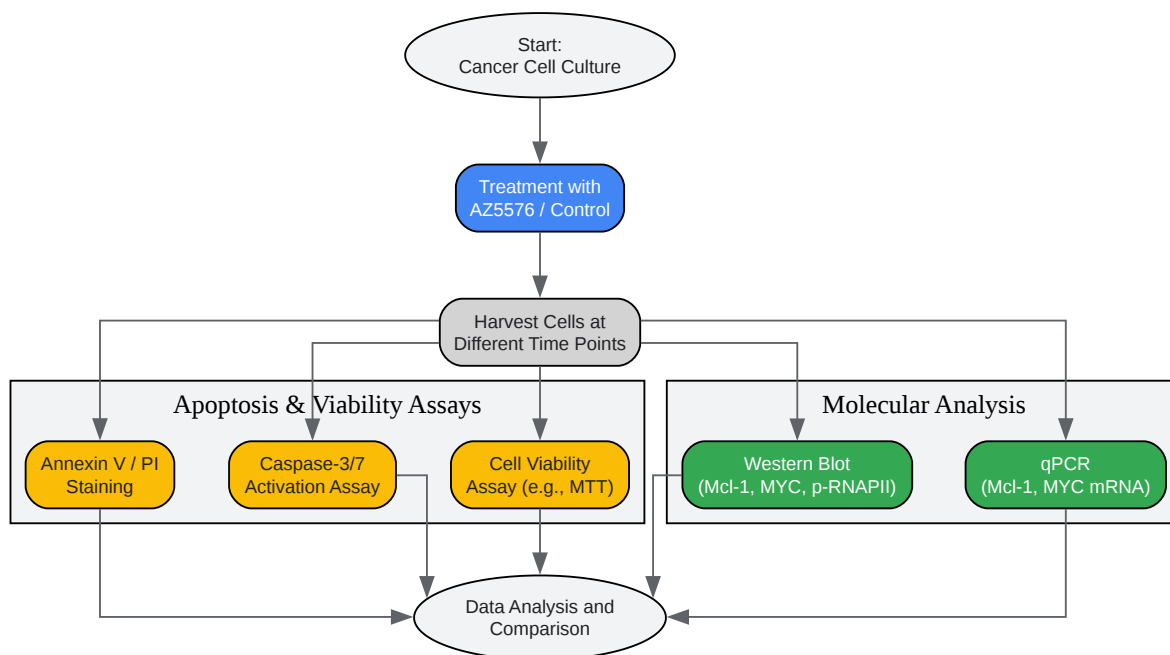 Start:
Cancer Cell Culture
Treatment with
AZ5576 / Control
Harvest Cells at
Different Time Points
Apoptosis & Viability Assays
Molecular Analysis
Annexin V / PI
Staining
Caspase-3/7
Activation Assay
Cell Viability
Assay (e.g., MTT)
Western Blot
(Mcl-1, MYC, p-RNAPII)
qPCR
(Mcl-1, MYC mRNA)
Data Analysis and
Comparison